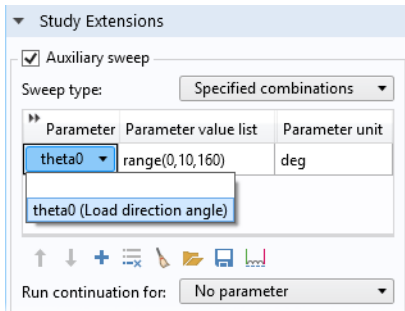 Study Extensions
Auxiliary sweep
Sweep type: Specified combinations
Parameter Parameter value list Parameter unit
theta0 range(0,10,160) deg
theta0 (Load direction angle)
Run continuation for: No parameter